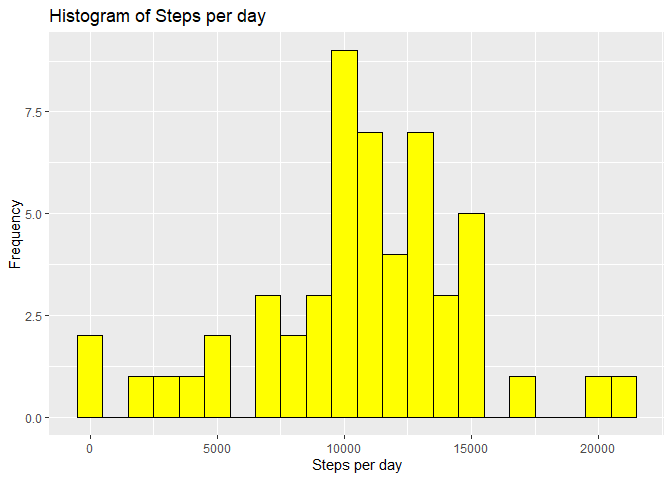 Histogram of Steps per day
Frequency
7.5
5.0
2.5
0.0
0 5000 10000 15000 20000
Steps per day